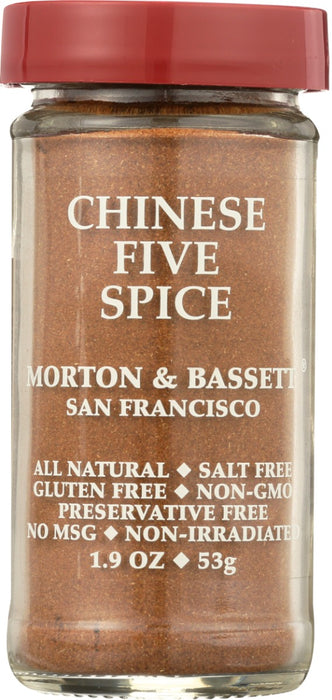 CHINESE
FIVE
SPICE
MORTON & BASSETT ®
SAN FRANCISCO
ALL NATURAL ◆ SALT FREE
GLUTEN FREE ◆ NON-GMO
PRESERVATIVE FREE
NO MSG ◆ NON-IRRADIATED
1.9 OZ ◆ 53g